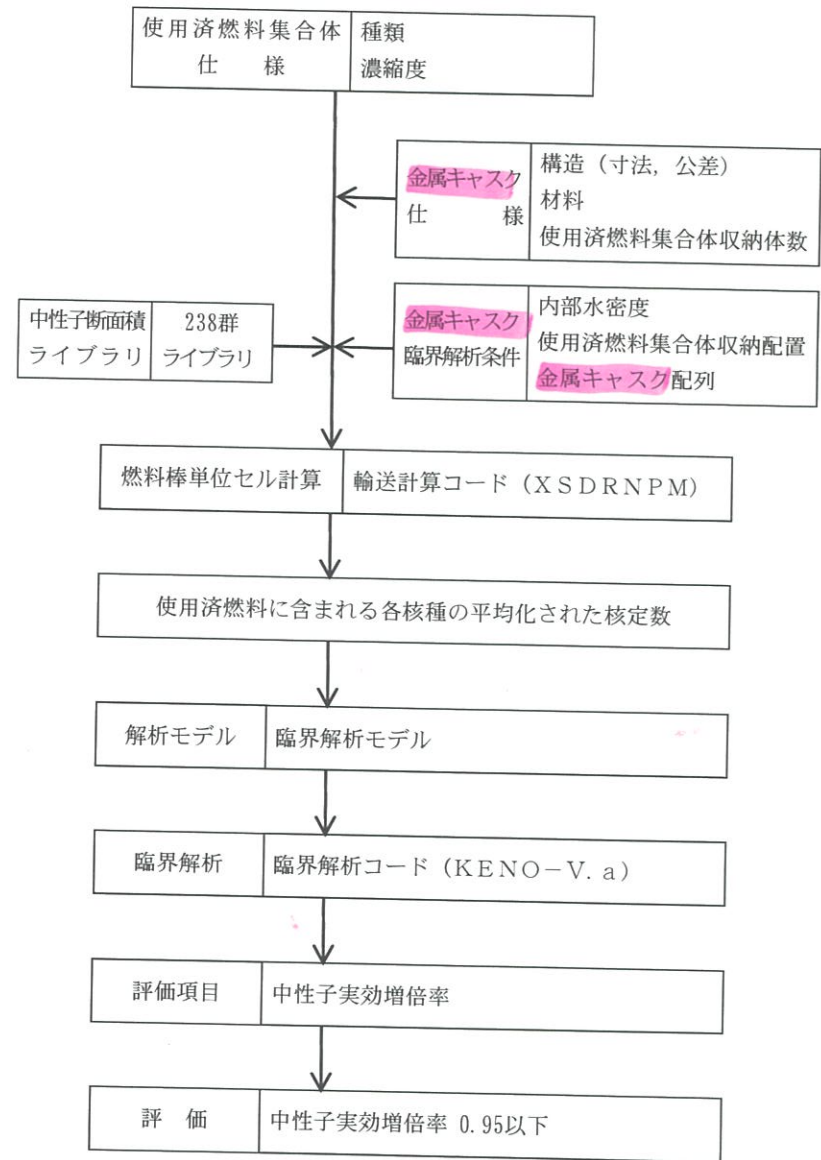 使用済燃料集合体
仕　様
種類
濃縮度
金属キャスク
仕　様
構造（寸法，公差）
材料
使用済燃料集合体収納体数
中性子断面積
ライブラリ
238群
ライブラリ
金属キャスク
臨界解析条件
内部水密度
使用済燃料集合体収納配置
金属キャスク配列
燃料棒単位セル計算
輸送計算コード（ＸＳＤＲＮＰＭ）
使用済燃料に含まれる各核種の平均化された核定数
解析モデル
臨界解析モデル
臨界解析
臨界解析コード（ＫＥＮＯ－Ｖ.ａ）
評価項目
中性子実効増倍率
評　価
中性子実効増倍率 0.95以下